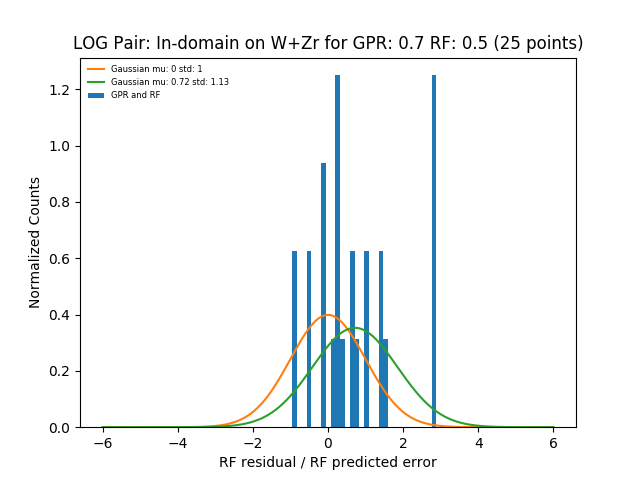 LOG Pair: In-domain on W+Zr for GPR: 0.7 RF: 0.5 (25 points)
Gaussian mu: 0 std: 1
Gaussian mu: 0.72 std: 1.13
GPR and RF
Normalized Counts
1.2
1.0
0.8
0.6
0.4
0.2
0.0
−6 −4 −2 0 2 4 6
RF residual / RF predicted error